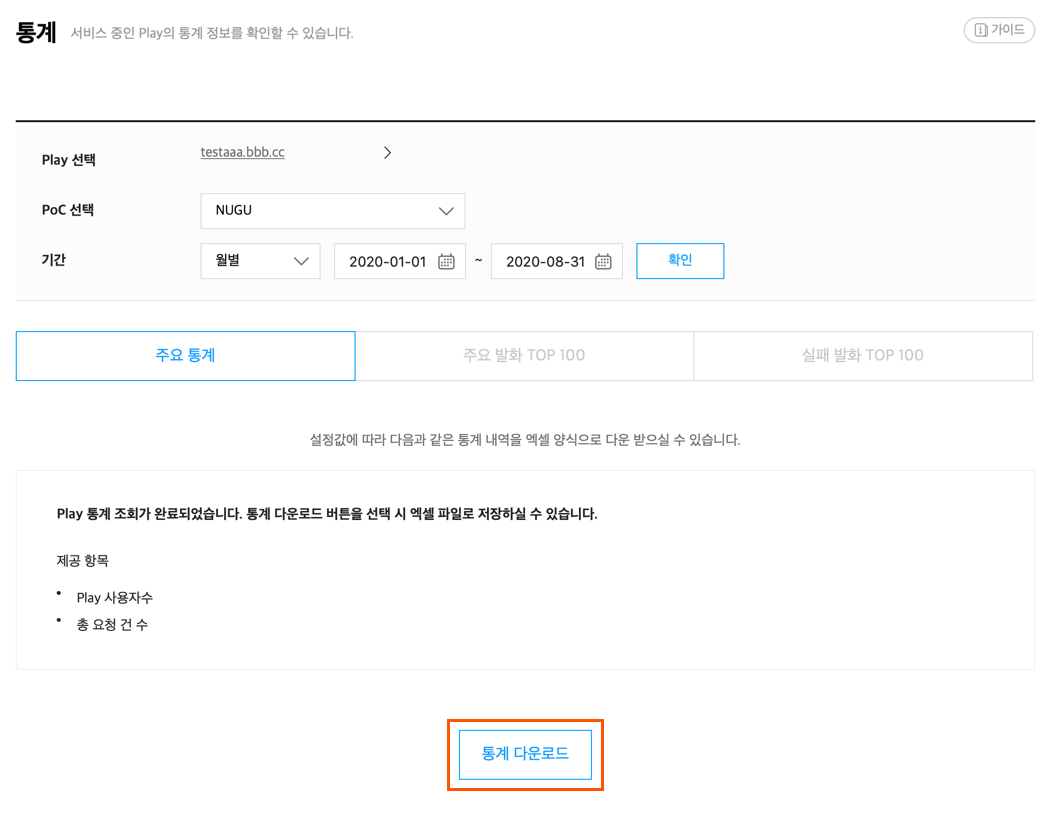 통계 서비스 중인 Play의 통계 정보를 확인할 수 있습니다. 가이드
Play 선택 testaaa.bbb.cc
PoC 선택 NUGU
기간 월별 2020-01-01 ~ 2020-08-31 확인
주요 통계 주요 발화 TOP 100 실패 발화 TOP 100
설정값에 따라 다음과 같은 통계 내역을 엑셀 양식으로 다운 받으실 수 있습니다.
Play 통계 조회가 완료되었습니다. 통계 다운로드 버튼을 선택 시 엑셀 파일로 저장하실 수 있습니다.
제공 항목
• Play 사용자수
• 총 요청 건 수
통계 다운로드